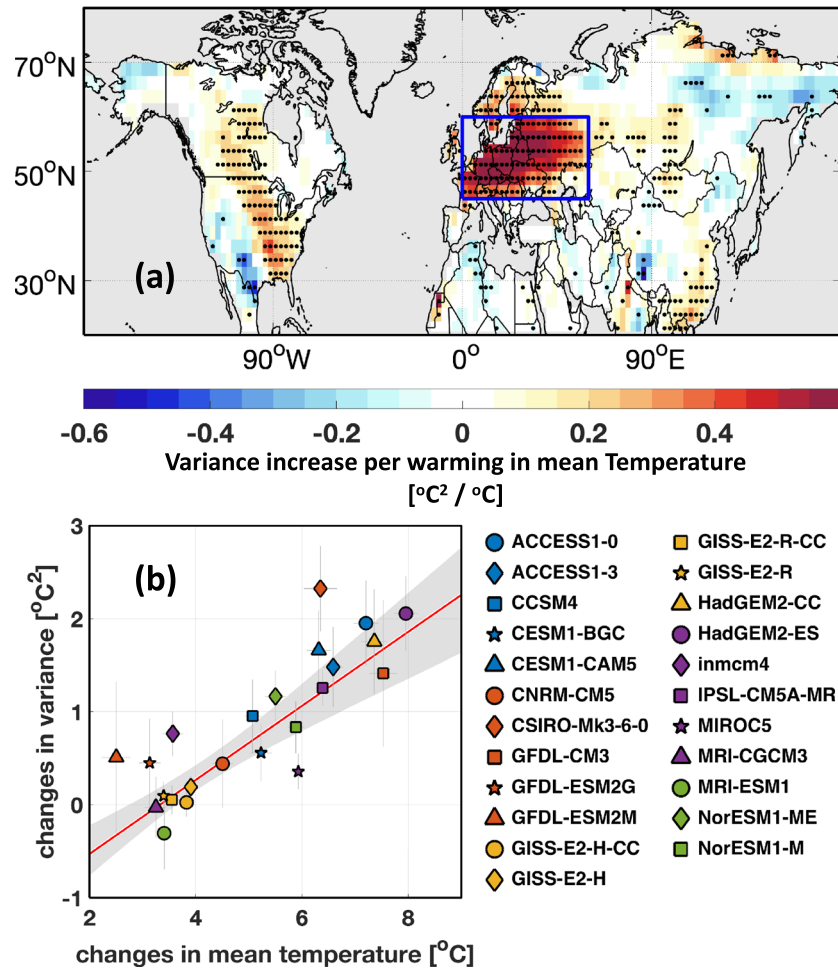 70°N
50°N
30°N
(a)
90°W 0° 90°E
-0.6 -0.4 -0.2 0 0.2 0.4
Variance increase per warming in mean Temperature
[°C² / °C]
3
2
1
0
-1
changes in variance [°C²]
(b)
2 4 6 8
changes in mean temperature [°C]
ACCESS1-0
ACCESS1-3
CCSM4
CESM1-BGC
CESM1-CAM5
CNRM-CM5
CSIRO-Mk3-6-0
GFDL-CM3
GFDL-ESM2G
GFDL-ESM2M
GISS-E2-H-CC
GISS-E2-H
GISS-E2-R-CC
GISS-E2-R
HadGEM2-CC
HadGEM2-ES
inmcm4
IPSL-CM5A-MR
MIROC5
MRI-CGCM3
MRI-ESM1
NorESM1-ME
NorESM1-M